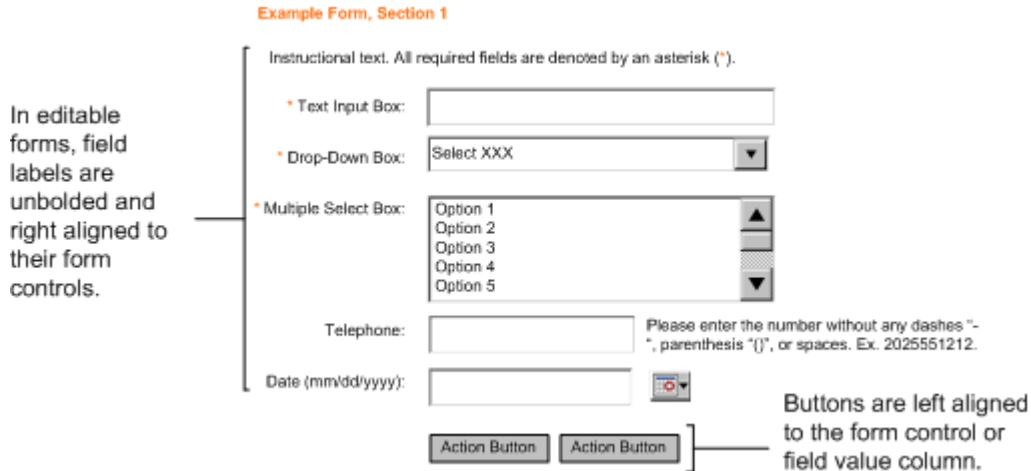 Example Form, Section 1
Instructional text. All required fields are denoted by an asterisk (*).
In editable
forms, field
labels are
unbolded and
right aligned to
their form
controls.
* Text Input Box:
* Drop-Down Box: Select XXX
* Multiple Select Box:
Option 1
Option 2
Option 3
Option 4
Option 5
Telephone:
Please enter the number without any dashes "-
", parenthesis "()", or spaces. Ex. 2025551212.
Date (mm/dd/yyyy):
Action Button Action Button
Buttons are left aligned
to the form control or
field value column.